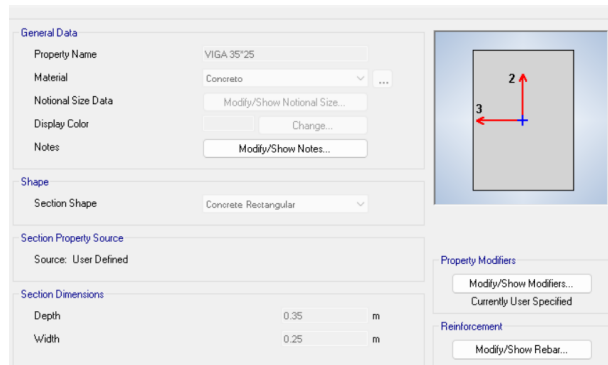 General Data
Property Name VIGA 35*25
Material Concreto ...
Notional Size Data Modify/Show Notional Size...
Display Color Change...
Notes Modify/Show Notes...
Shape
Section Shape Concrete Rectangular
Section Property Source
Source: User Defined
Section Dimensions
Depth 0.35 m
Width 0.25 m
2
3
Property Modifiers
Modify/Show Modifiers...
Currently User Specified
Reinforcement
Modify/Show Rebar...